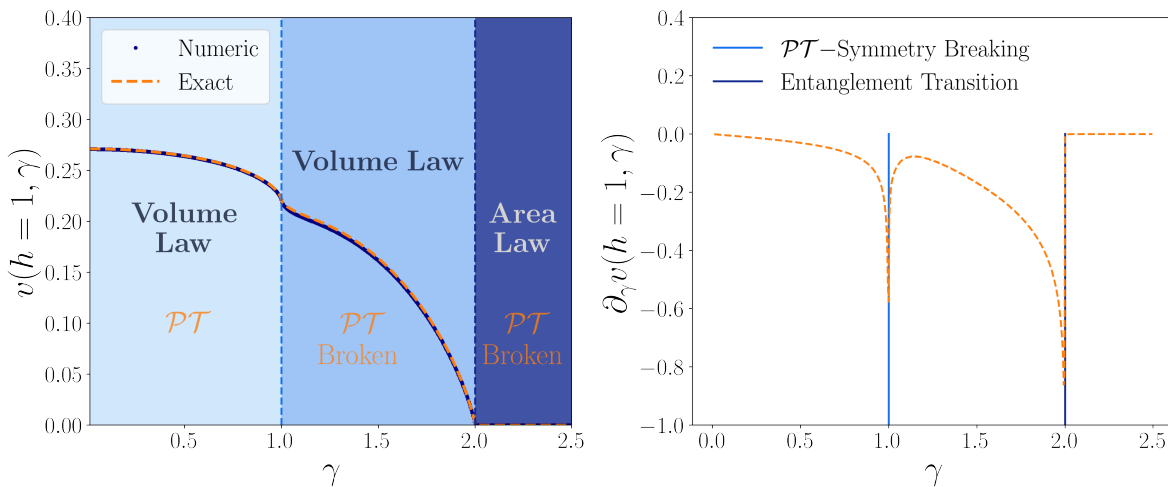 0.40
0.35
0.30
0.25
0.20
0.15
0.10
0.05
0.00
v(h = 1, γ)
Numeric
Exact
Volume Law
Volume
Law
Area
Law
𝒫𝒯
𝒫𝒯
Broken
𝒫𝒯
Broken
0.5
1.0
1.5
2.0
2.5
γ
0.4
0.2
0.0
−0.2
−0.4
−0.6
−0.8
−1.0
∂γv(h = 1, γ)
𝒫𝒯−Symmetry Breaking
Entanglement Transition
0.0
0.5
1.0
1.5
2.0
2.5
γ